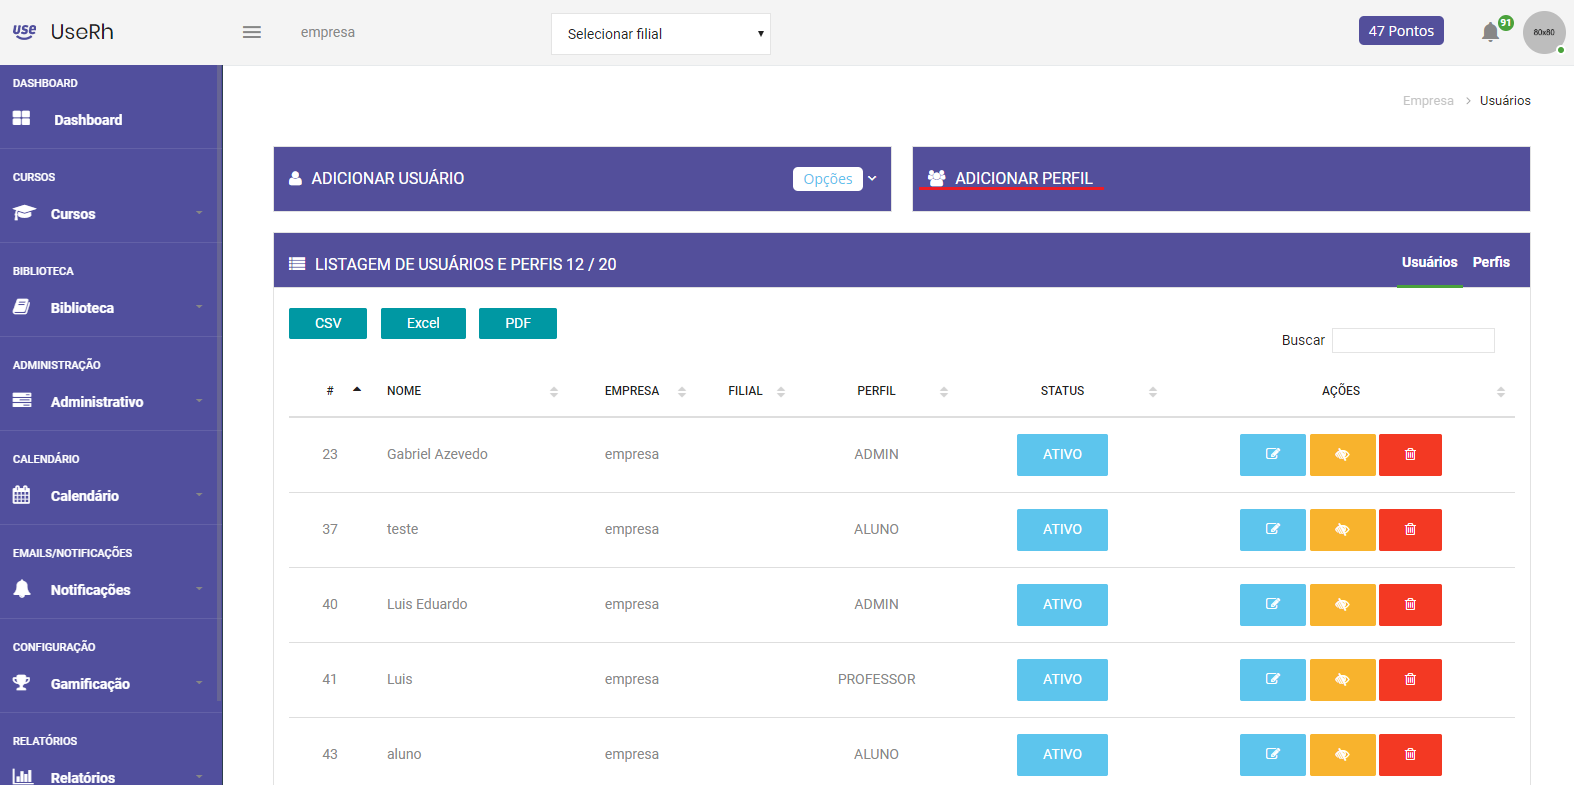 use UseRh
empresa
Selecionar filial
47 Pontos
91
80x80
DASHBOARD
Dashboard
CURSOS
Cursos
BIBLIOTECA
Biblioteca
ADMINISTRAÇÃO
Administrativo
CALENDÁRIO
Calendário
EMAILS/NOTIFICAÇÕES
Notificações
CONFIGURAÇÃO
Gamificação
RELATÓRIOS
Relatórios
Empresa > Usuários
ADICIONAR USUÁRIO
Opções
ADICIONAR PERFIL
LISTAGEM DE USUÁRIOS E PERFIS 12 / 20
Usuários Perfis
CSV Excel PDF
Buscar
# NOME EMPRESA FILIAL PERFIL STATUS AÇÕES
23 Gabriel Azevedo empresa ADMIN ATIVO
37 teste empresa ALUNO ATIVO
40 Luis Eduardo empresa ADMIN ATIVO
41 Luis empresa PROFESSOR ATIVO
43 aluno empresa ALUNO ATIVO